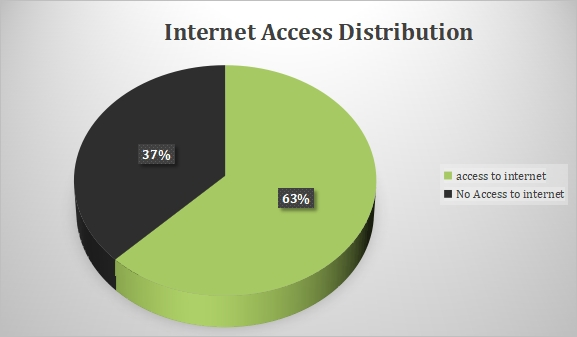 Internet Access Distribution
37%
63%
access to internet
No Access to internet